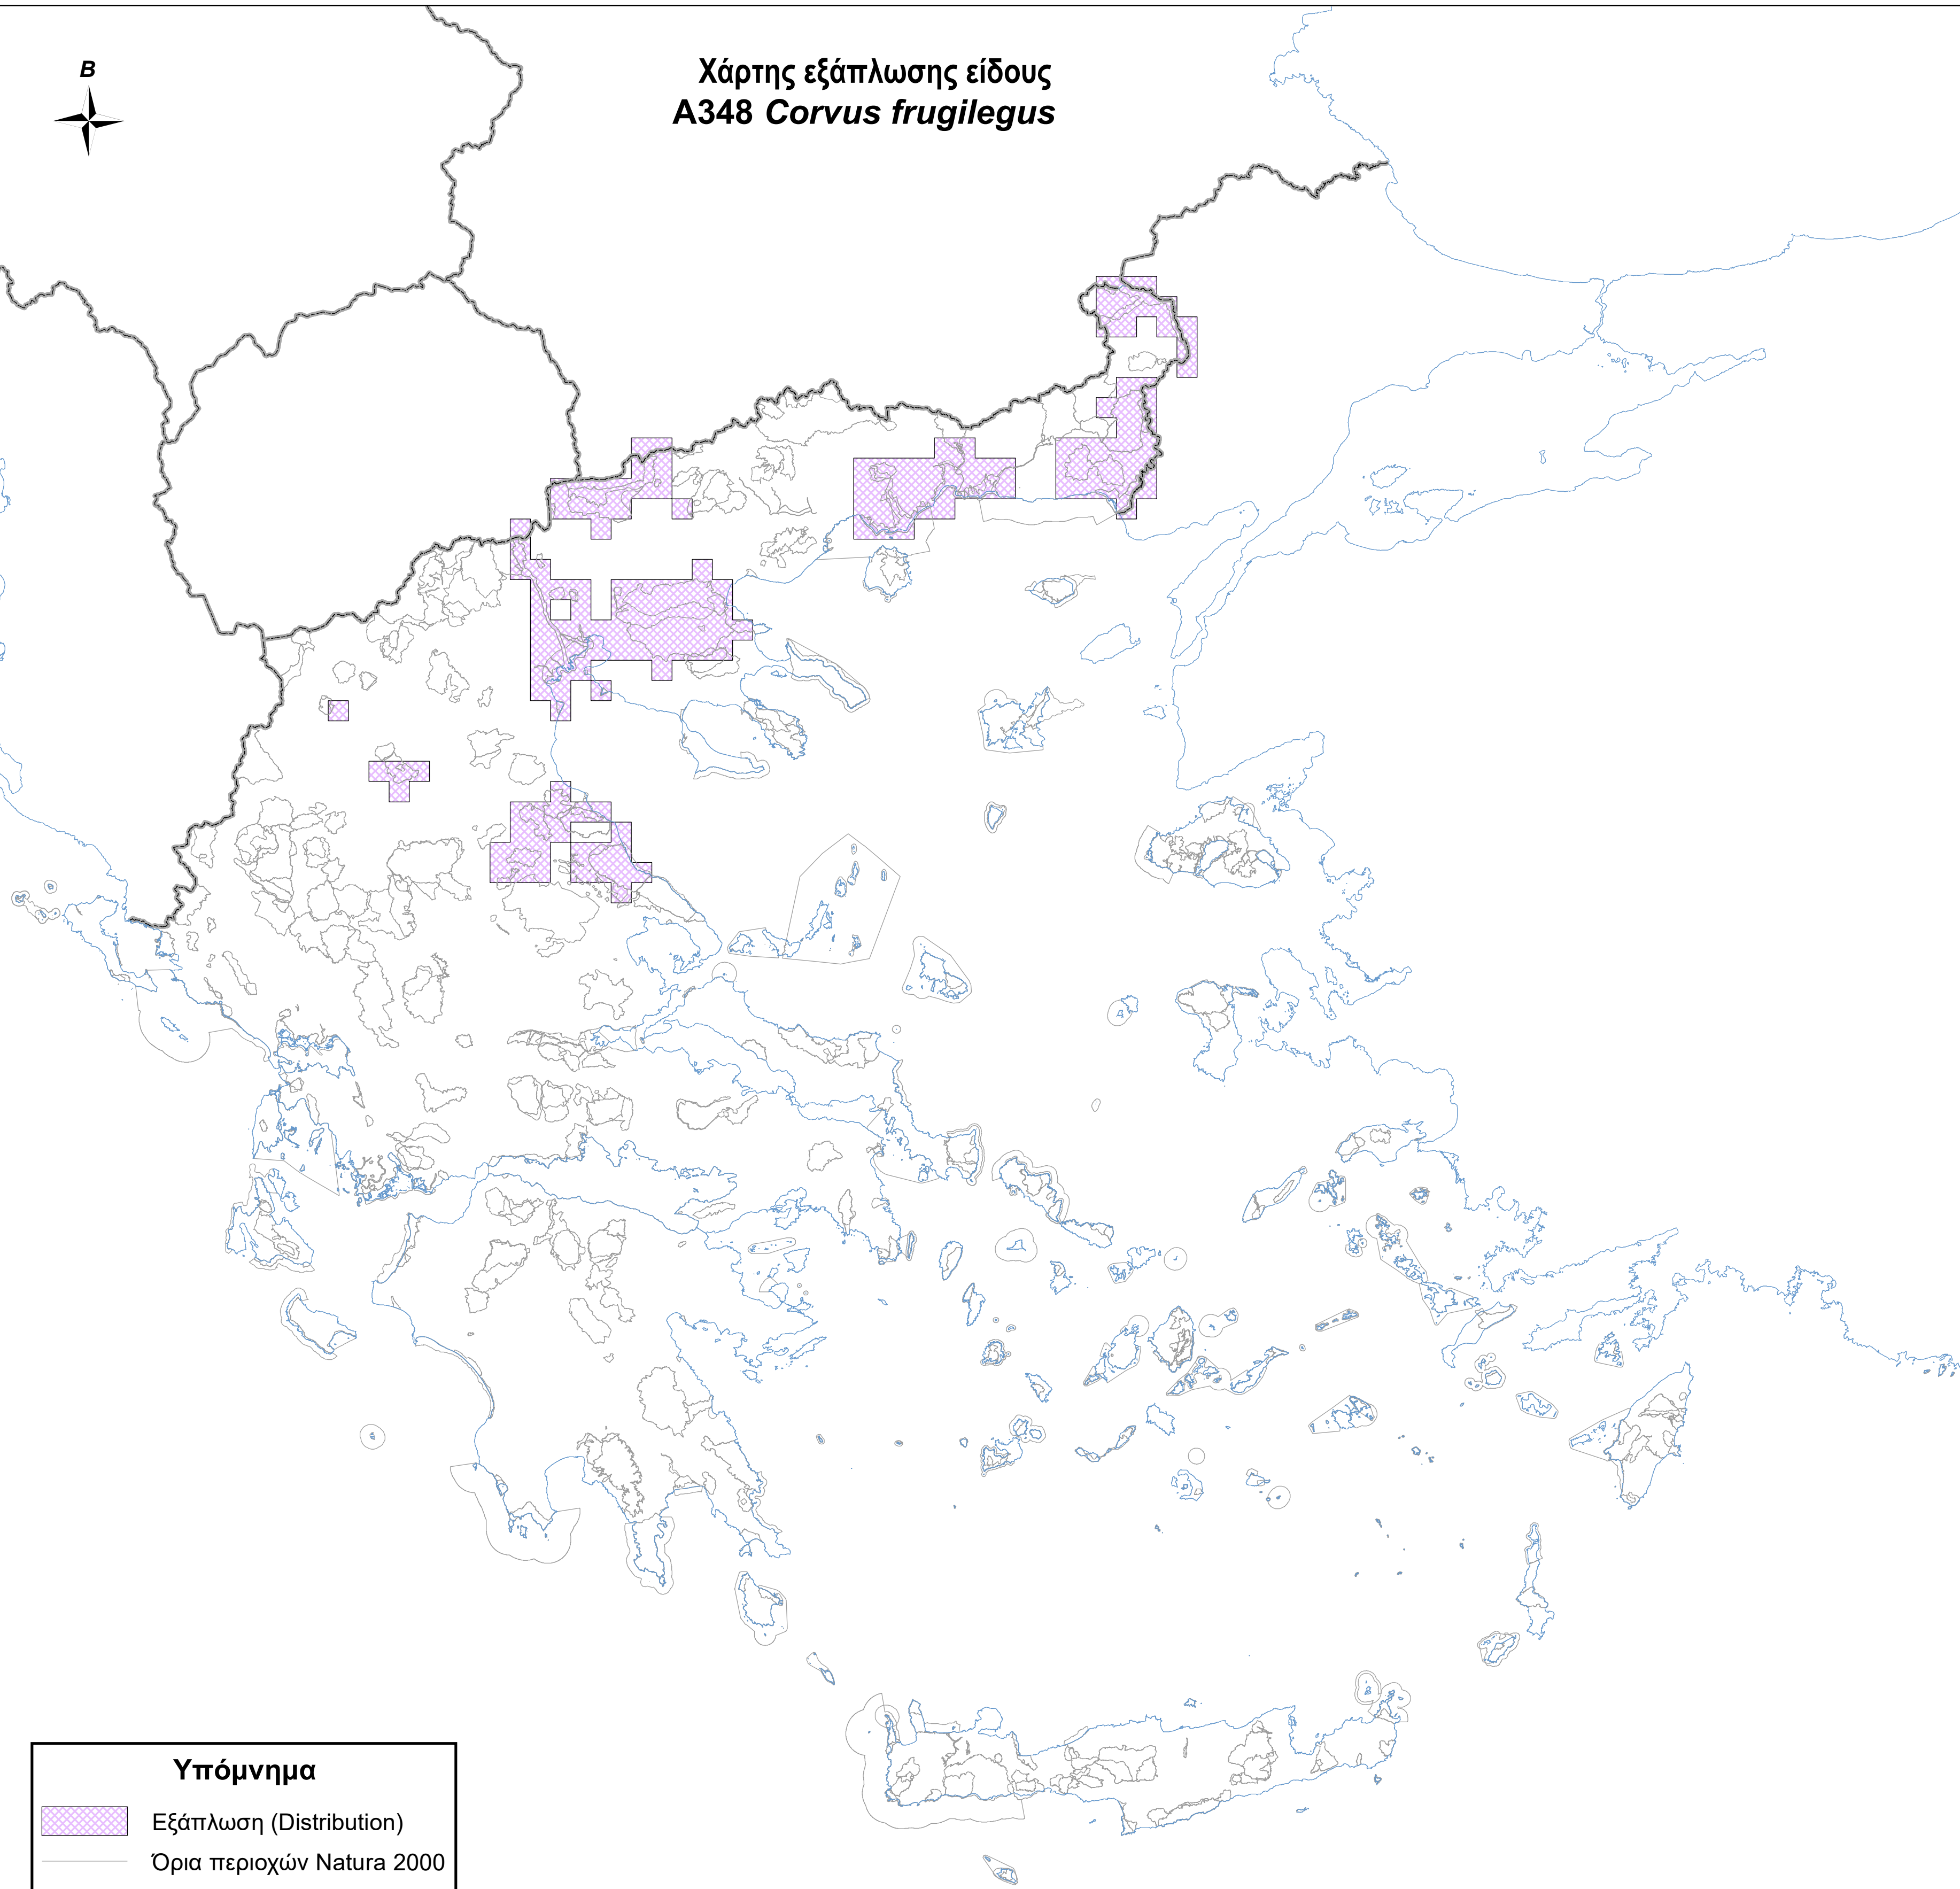 Β
Χάρτης εξάπλωσης είδους
A348 Corvus frugilegus
Υπόμνημα
Εξάπλωση (Distribution)
Όρια περιοχών Natura 2000